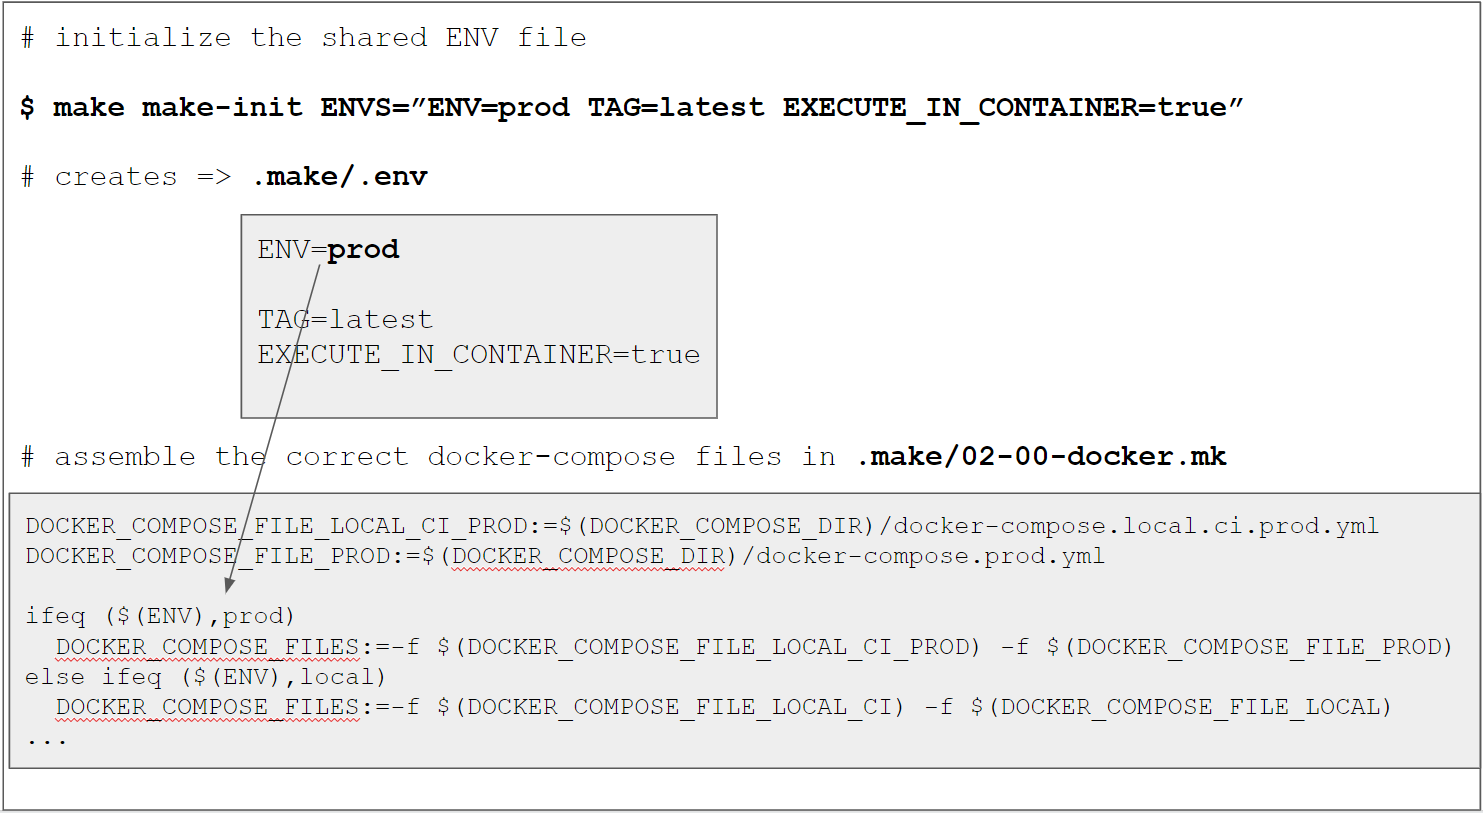 # initialize the shared ENV file
$ make make-init ENVS=”ENV=prod TAG=latest EXECUTE_IN_CONTAINER=true”
# creates => .make/.env
ENV=prod
TAG=latest
EXECUTE_IN_CONTAINER=true
# assemble the correct docker-compose files in .make/02-00-docker.mk
DOCKER_COMPOSE_FILE_LOCAL_CI_PROD:=$(DOCKER_COMPOSE_DIR)/docker-compose.local.ci.prod.yml
DOCKER_COMPOSE_FILE_PROD:=$(DOCKER_COMPOSE_DIR)/docker-compose.prod.yml
ifeq ($(ENV),prod)
  DOCKER_COMPOSE_FILES:=-f $(DOCKER_COMPOSE_FILE_LOCAL_CI_PROD) -f $(DOCKER_COMPOSE_FILE_PROD)
else ifeq ($(ENV),local)
  DOCKER_COMPOSE_FILES:=-f $(DOCKER_COMPOSE_FILE_LOCAL_CI) -f $(DOCKER_COMPOSE_FILE_LOCAL)
...